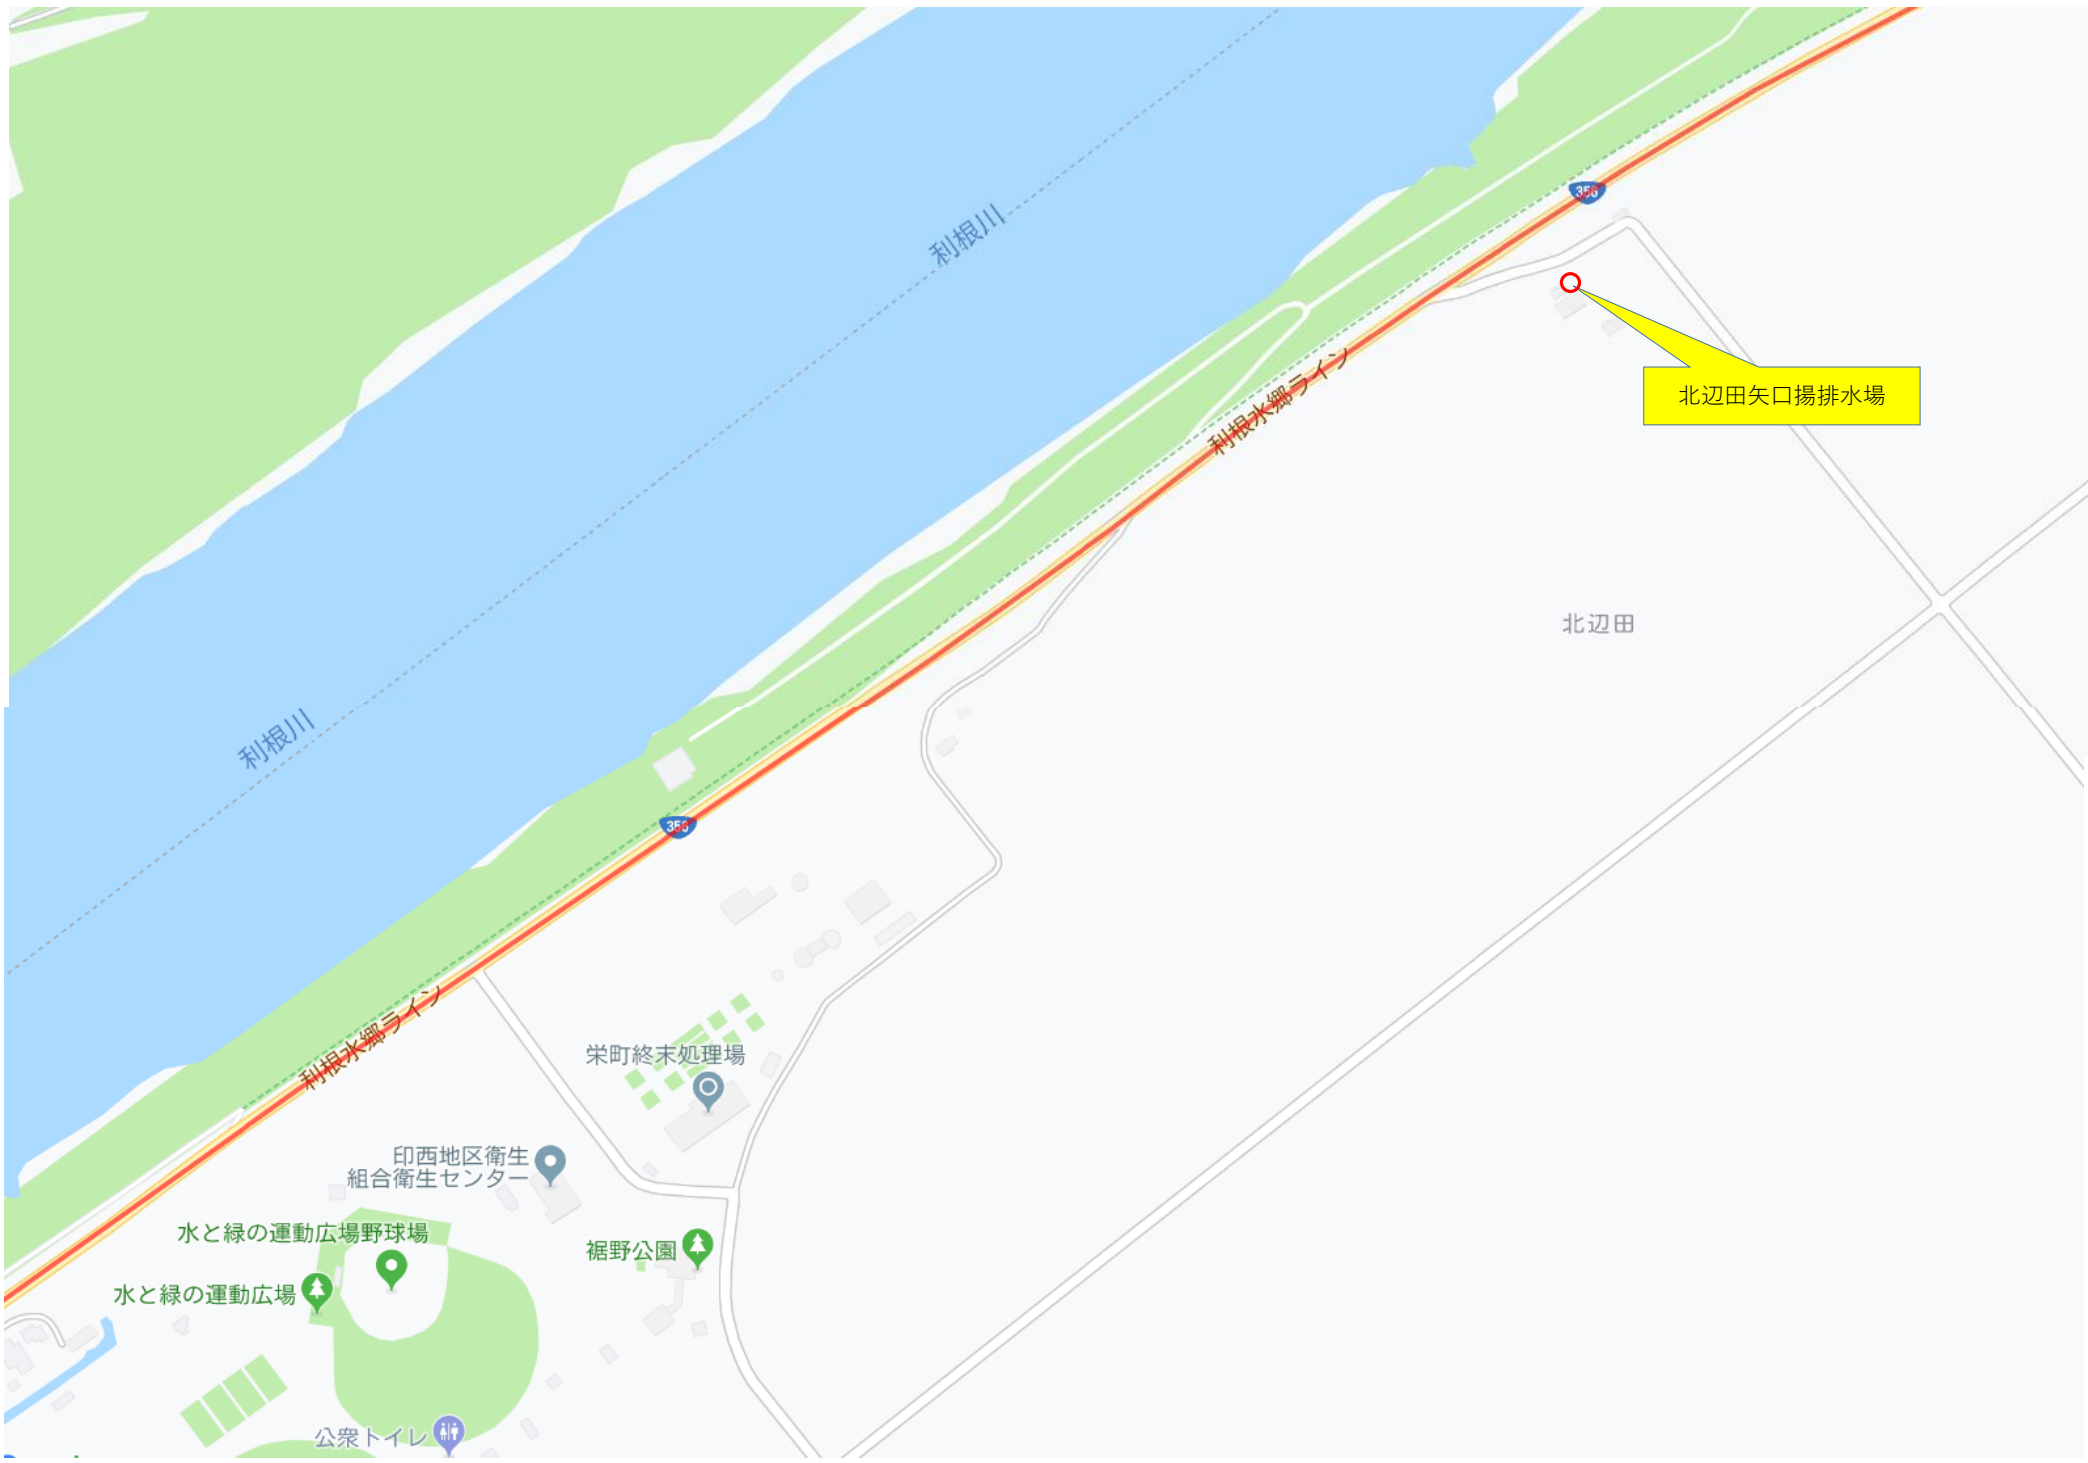 356
利根川
北辺田矢口揚排水場
利根水郷ライン
北辺田
利根川
356
利根水郷ライン
栄町終末処理場
印西地区衛生
組合衛生センター
水と緑の運動広場野球場
裾野公園
水と緑の運動広場
公衆トイレ